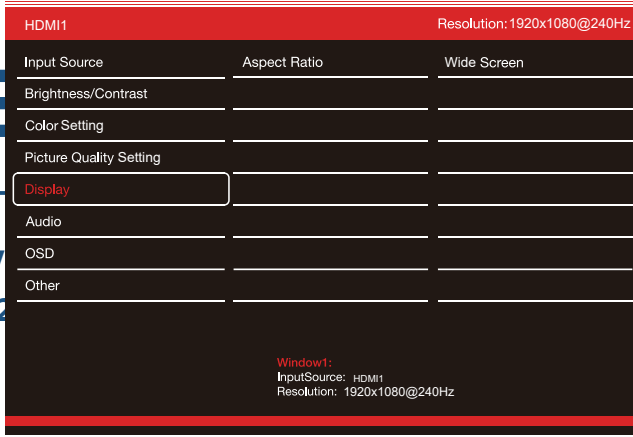 HDMI1 Resolution:1920x1080@240Hz
Input Source Aspect Ratio Wide Screen
Brightness/Contrast
Color Setting
Picture Quality Setting
Display
Audio
OSD
Other
Window1:
InputSource: HDMI1
Resolution: 1920x1080@240Hz